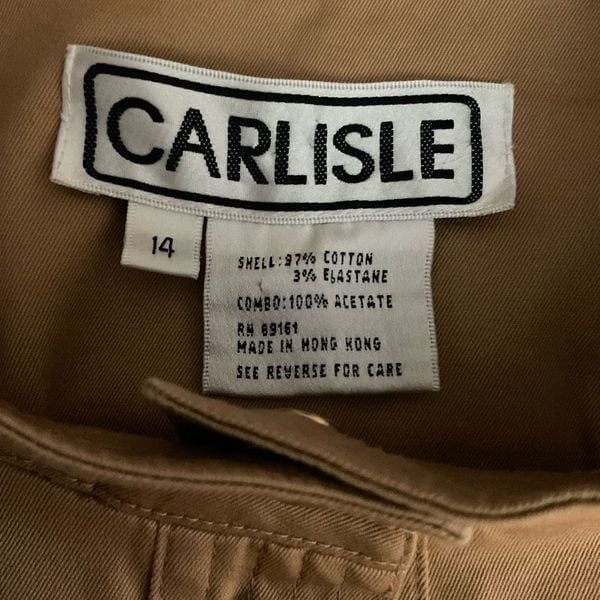 CARLISLE
14
SHELL: 97% COTTON
3% ELASTANE
COMBO: 100% ACETATE
RN 69161
MADE IN HONG KONG
SEE REVERSE FOR CARE